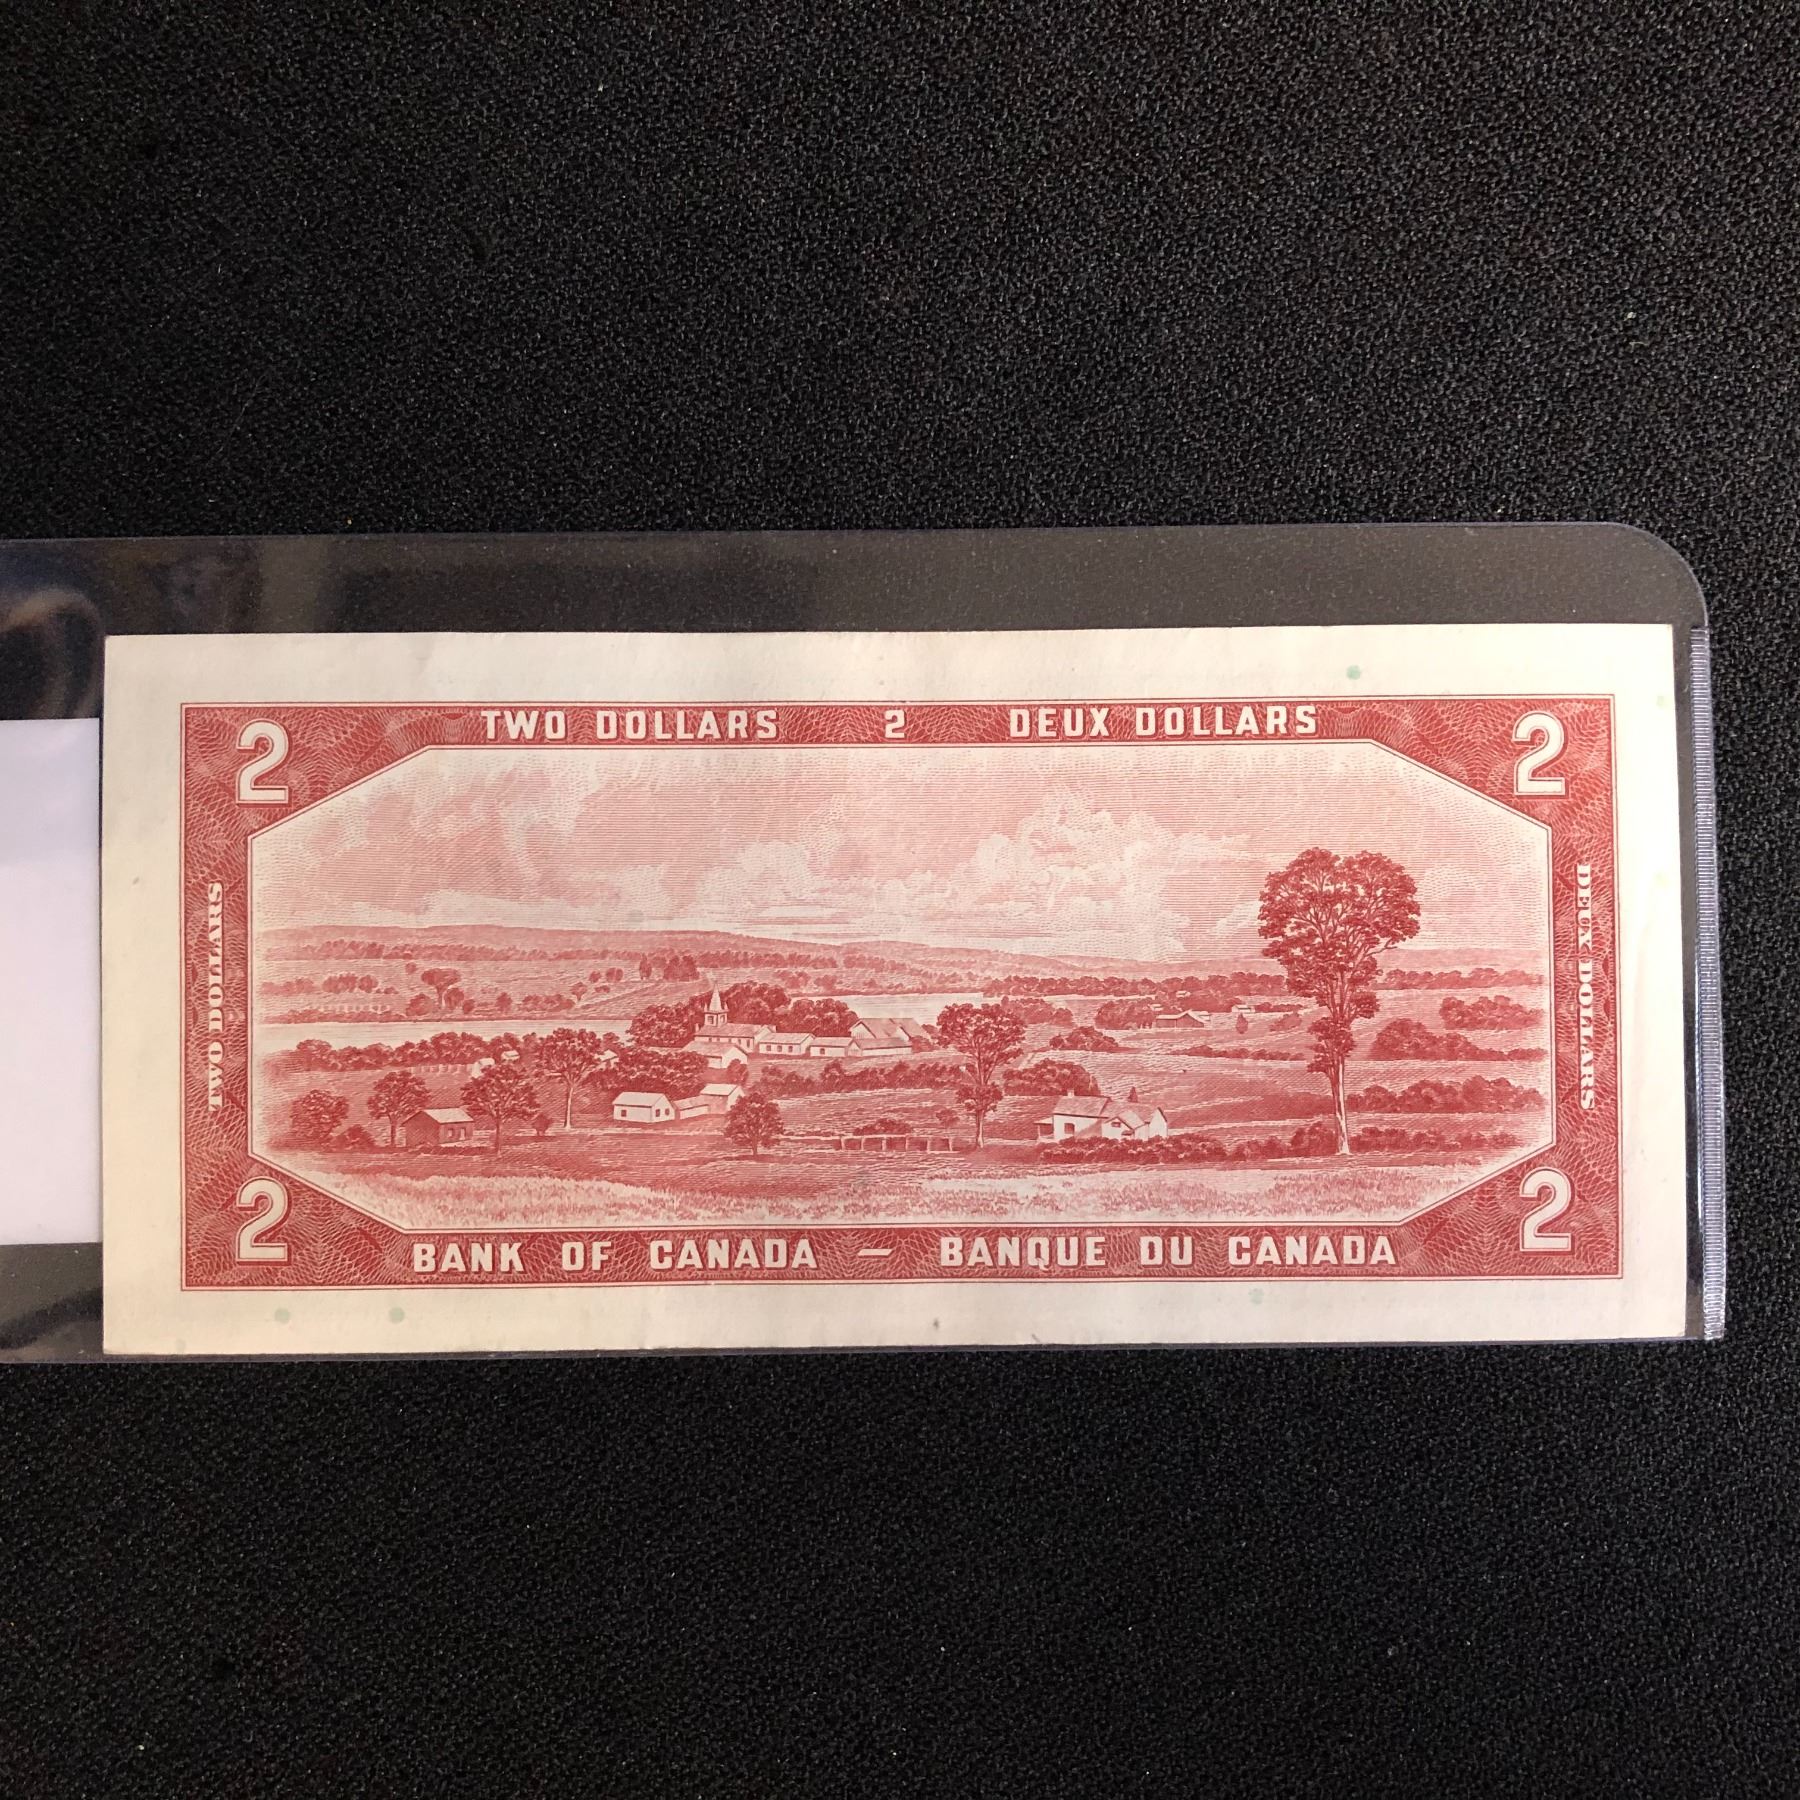 TWO DOLLARS 2 DEUX DOLLARS
2 2
TWO DOLLARS
DEUX DOLLARS
2 2
BANK OF CANADA — BANQUE DU CANADA